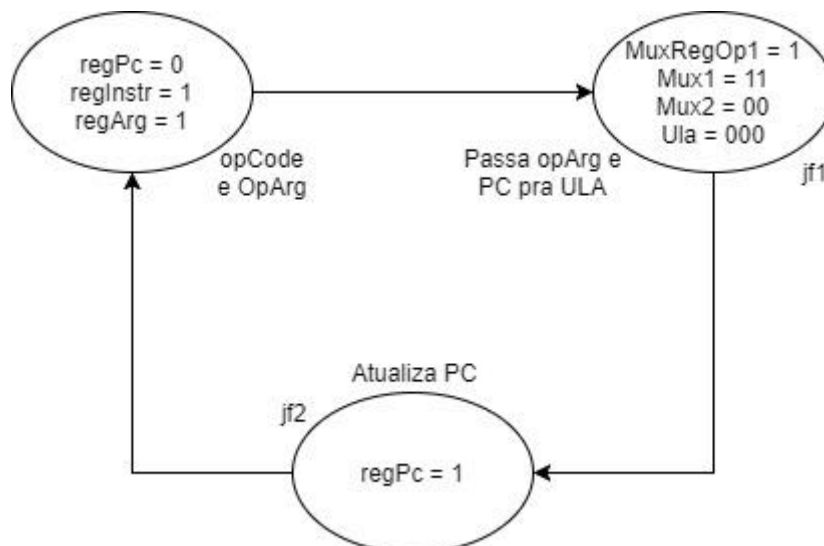 regPc = 0
regInstr = 1
regArg = 1
opCode
e OpArg
MuxRegOp1 = 1
Mux1 = 11
Mux2 = 00
Ula = 000
Passa opArg e
PC pra ULA
jf1
Atualiza PC
jf2
regPc = 1